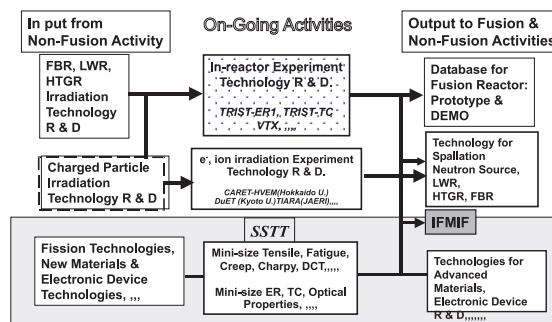 In put from
Non-Fusion Activity
On-Going Activities
Output to Fusion &
Non-Fusion Activities
FBR, LWR,
HTGR
Irradiation
Technology
R & D
In-reactor Experiment
Technology R & D.
TRIST-ER1, TRIST-TC
VTX, ,,,,
Database for
Fusion Reactor:
Prototype &
DEMO
Charged Particle
Irradiation
Technology R & D
e-, ion irradiation Experiment
Technology R & D.
CARET-HVEM(Hokkaido U.)
DuET (Kyoto U.)TIARA(JAERI),,,,
Technology for
Spallation
Neutron Source,
LWR,
HTGR, FBR
SSTT
IFMIF
Fission Technologies,
New Materials &
Electronic Device
Technologies, ,,,
Mini-size Tensile, Fatigue,
Creep, Charpy, DCT,,,,,
Mini-size ER, TC, Optical
Properties, ,,,,
Technologies for
Advanced
Materials,
Electronic Device
R & D,,,,,,,